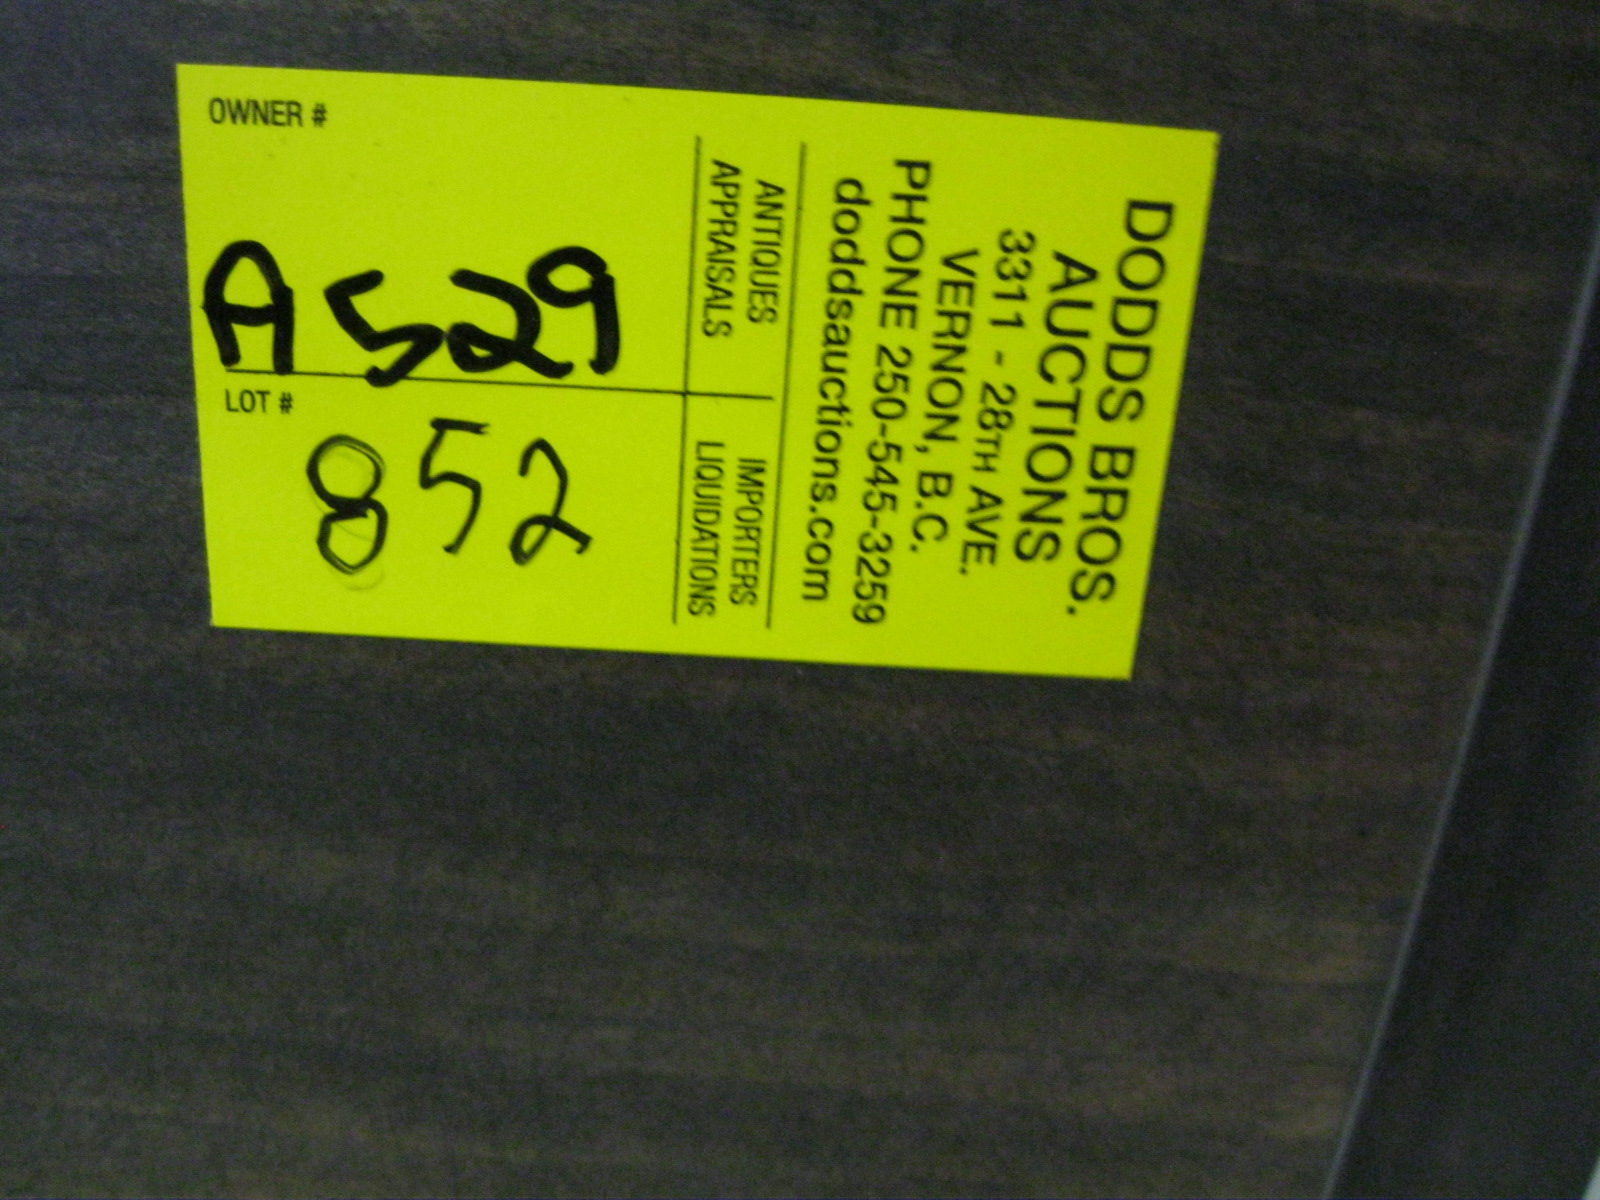 OWNER #
A529
LOT #
852
ANTIQUES
APPRAISALS
IMPORTERS
LIQUIDATIONS
DODDS BROS.
AUCTIONS
3311 - 28TH AVE.
VERNON, B.C.
PHONE 250-545-3259
doddsauctions.com